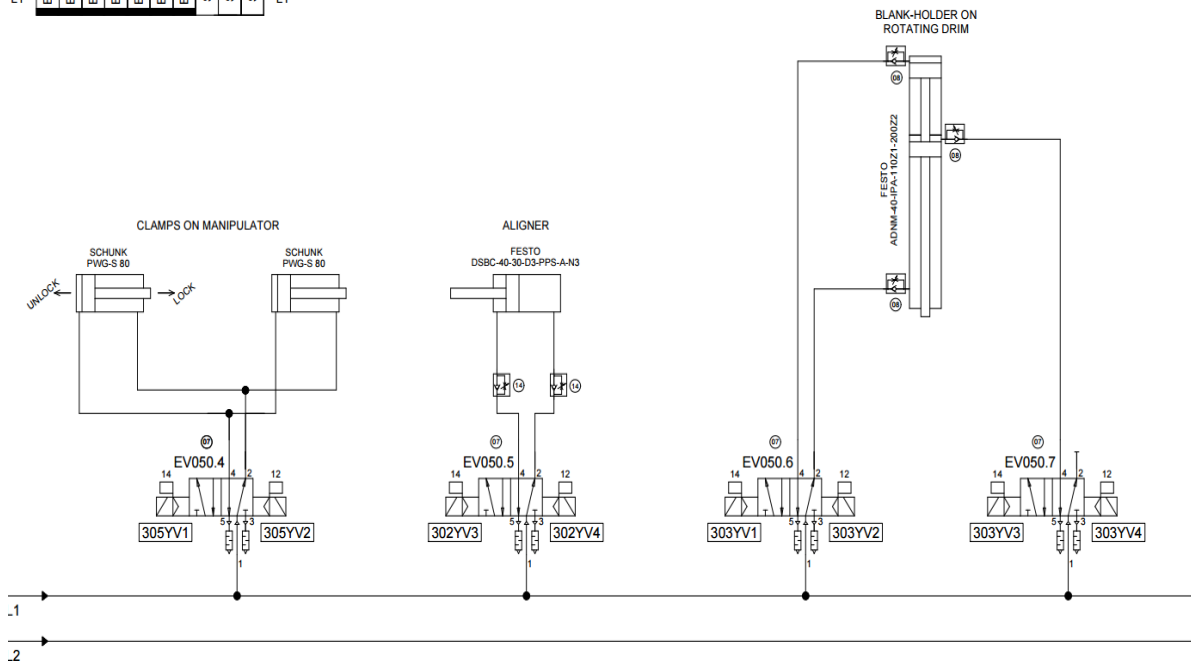 BLANK-HOLDER ON
ROTATING DRIM
08
08
FESTO
ADNM-40-IPA-110Z1-200Z2
08
CLAMPS ON MANIPULATOR
ALIGNER
SCHUNK
PWG-S 80
SCHUNK
PWG-S 80
FESTO
DSBC-40-30-D3-PPS-A-N3
UNLOCK
LOCK
14
14
07
07
07
07
EV050.4
EV050.5
EV050.6
EV050.7
14 4 2 12
14 4 2 12
14 4 2 12
14 4 2 12
5 3
5 3
5 3
5 3
305YV1
305YV2
302YV3
302YV4
303YV1
303YV2
303YV3
303YV4
1
1
1
1
L1
L2